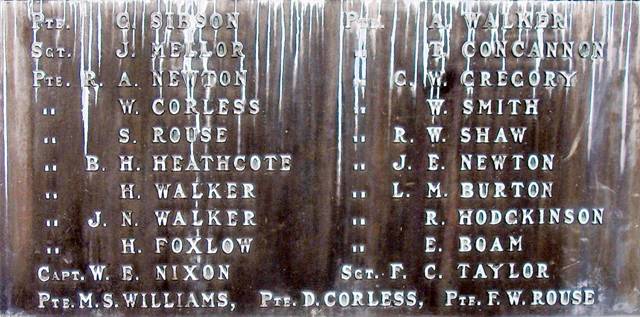 Pte. C. SIBSON Pte. A. WALKER
Sgt. J. MELLOR " T. CONCANNON
Pte. R. A. NEWTON " C. W. GREGORY
" W. CORLESS " W. SMITH
" S. ROUSE " R. W. SHAW
" B. H. HEATHCOTE " J. E. NEWTON
" H. WALKER " L. M. BURTON
" J. N. WALKER " R. HODGKINSON
" H. FOXLOW " E. BOAM
Capt. W. E. NIXON Sgt. F. C. TAYLOR
Pte. M. S. WILLIAMS, Pte. D. CORLESS, Pte. F. W. ROUSE